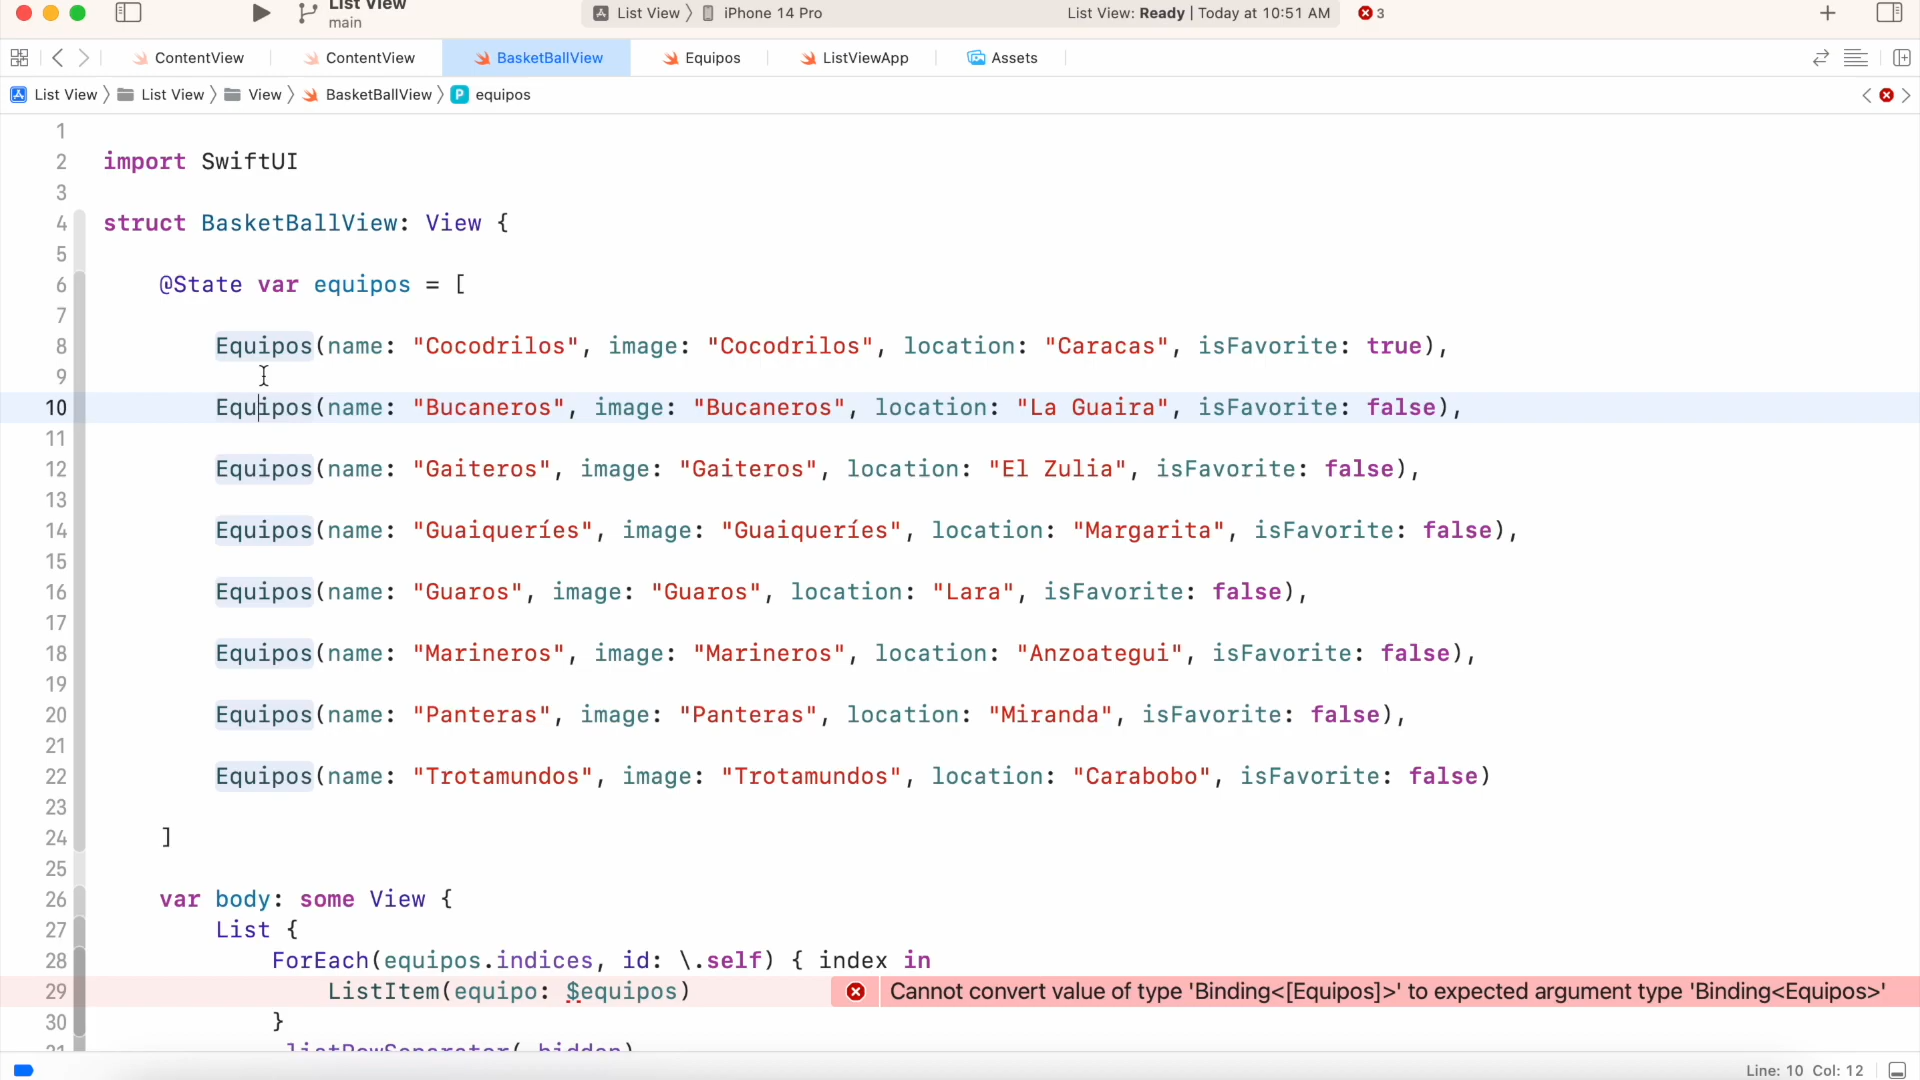 List View
main
List View 〉 iPhone 14 Pro
List View: Ready | Today at 10:51 AM
3
ContentView
ContentView
BasketBallView
Equipos
ListViewApp
Assets
List View 〉 List View 〉 View 〉 BasketBallView 〉 P equipos
1
2 import SwiftUI
3
4 struct BasketBallView: View {
5
6 @State var equipos = [
7
8 Equipos(name: "Cocodrilos", image: "Cocodrilos", location: "Caracas", isFavorite: true),
9
10 Equipos(name: "Bucaneros", image: "Bucaneros", location: "La Guaira", isFavorite: false),
11
12 Equipos(name: "Gaiteros", image: "Gaiteros", location: "El Zulia", isFavorite: false),
13
14 Equipos(name: "Guaiqueríes", image: "Guaiqueríes", location: "Margarita", isFavorite: false),
15
16 Equipos(name: "Guaros", image: "Guaros", location: "Lara", isFavorite: false),
17
18 Equipos(name: "Marineros", image: "Marineros", location: "Anzoategui", isFavorite: false),
19
20 Equipos(name: "Panteras", image: "Panteras", location: "Miranda", isFavorite: false),
21
22 Equipos(name: "Trotamundos", image: "Trotamundos", location: "Carabobo", isFavorite: false)
23
24 ]
25
26 var body: some View {
27 List {
28 ForEach(equipos.indices, id: \.self) { index in
29 ListItem(equipo: $equipos) Cannot convert value of type 'Binding<[Equipos]>' to expected argument type 'Binding<Equipos>'
30 }
31 .listRowSeparator(.hidden)
Line: 10 Col: 12